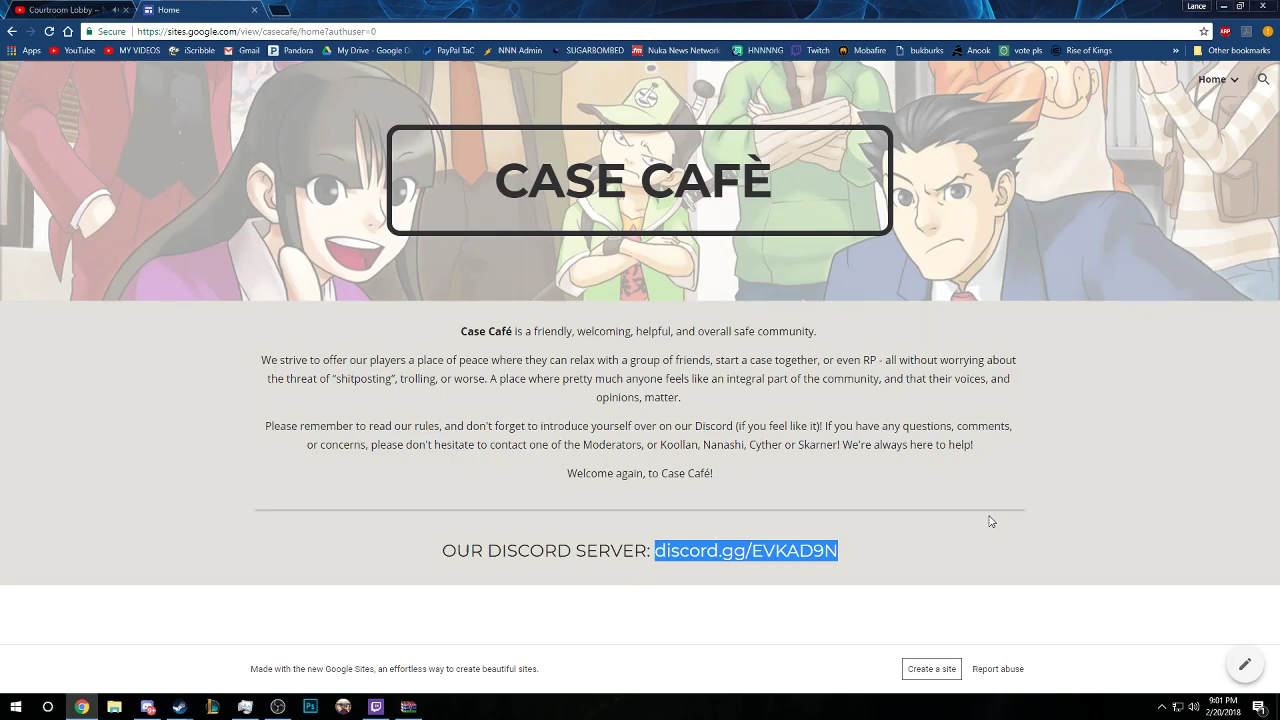 Courtroom Lobby –
Home
Lance
Secure
https://sites.google.com/view/casecafe/home?authuser=0
Apps
YouTube
MY VIDEOS
iScribble
Gmail
Pandora
My Drive - Google D
PayPal TaC
INNN Admin
SUGARBOMBED
Nuka News Network
HNNNNG
Twitch
Mobafire
bukburks
Anook
vote pls
Rise of Kings
»
Other bookmarks
Home
CASE CAFÈ
Case Café is a friendly, welcoming, helpful, and overall safe community.
We strive to offer our players a place of peace where they can relax with a group of friends, start a case together, or even RP - all without worrying about
the threat of “shitposting”, trolling, or worse. A place where pretty much anyone feels like an integral part of the community, and that their voices, and
opinions, matter.
Please remember to read our rules, and don't forget to introduce yourself over on our Discord (if you feel like it)! If you have any questions, comments,
or concerns, please don't hesitate to contact one of the Moderators, or Koollan, Nanashi, Cyther or Skarner! We're always here to help!
Welcome again, to Case Café!
OUR DISCORD SERVER: discord.gg/EVKAD9N
Made with the new Google Sites, an effortless way to create beautiful sites.
Create a site
Report abuse
9:01 PM
2/20/2018